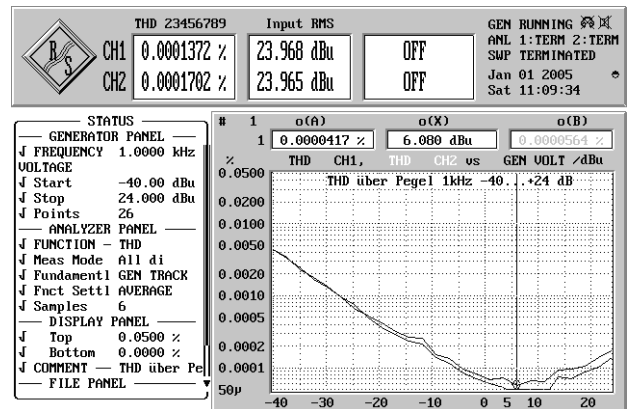 THD 23456789 Input RMS
R/S CH1 0.0001372 % 23.968 dBu OFF
CH2 0.0001702 % 23.965 dBu OFF
GEN RUNNING
ANL 1:TERM 2:TERM
SWP TERMINATED
Jan 01 2005
Sat 11:09:34
STATUS
GENERATOR PANEL
FREQUENCY 1.0000 kHz
VOLTAGE
Start -40.00 dBu
Stop 24.000 dBu
Points 26
ANALYZER PANEL
FUNCTION - THD
Meas Mode All di
Fundamentl GEN TRACK
Fnct Settl AVERAGE
Samples 6
DISPLAY PANEL
Top 0.0500 %
Bottom 0.0000 %
COMMENT - THD über Pe
FILE PANEL
# 1 o(A) o(X) o(B)
1 0.0000417 % 6.080 dBu 0.0000564 %
% THD CH1, THD CH2 vs GEN VOLT /dBu
THD über Pegel 1kHz -40...+24 dB
0.0500
0.0200
0.0100
0.0050
0.0020
0.0010
0.0005
0.0002
0.0001
50µ
-40 -30 -20 -10 0 5 10 20